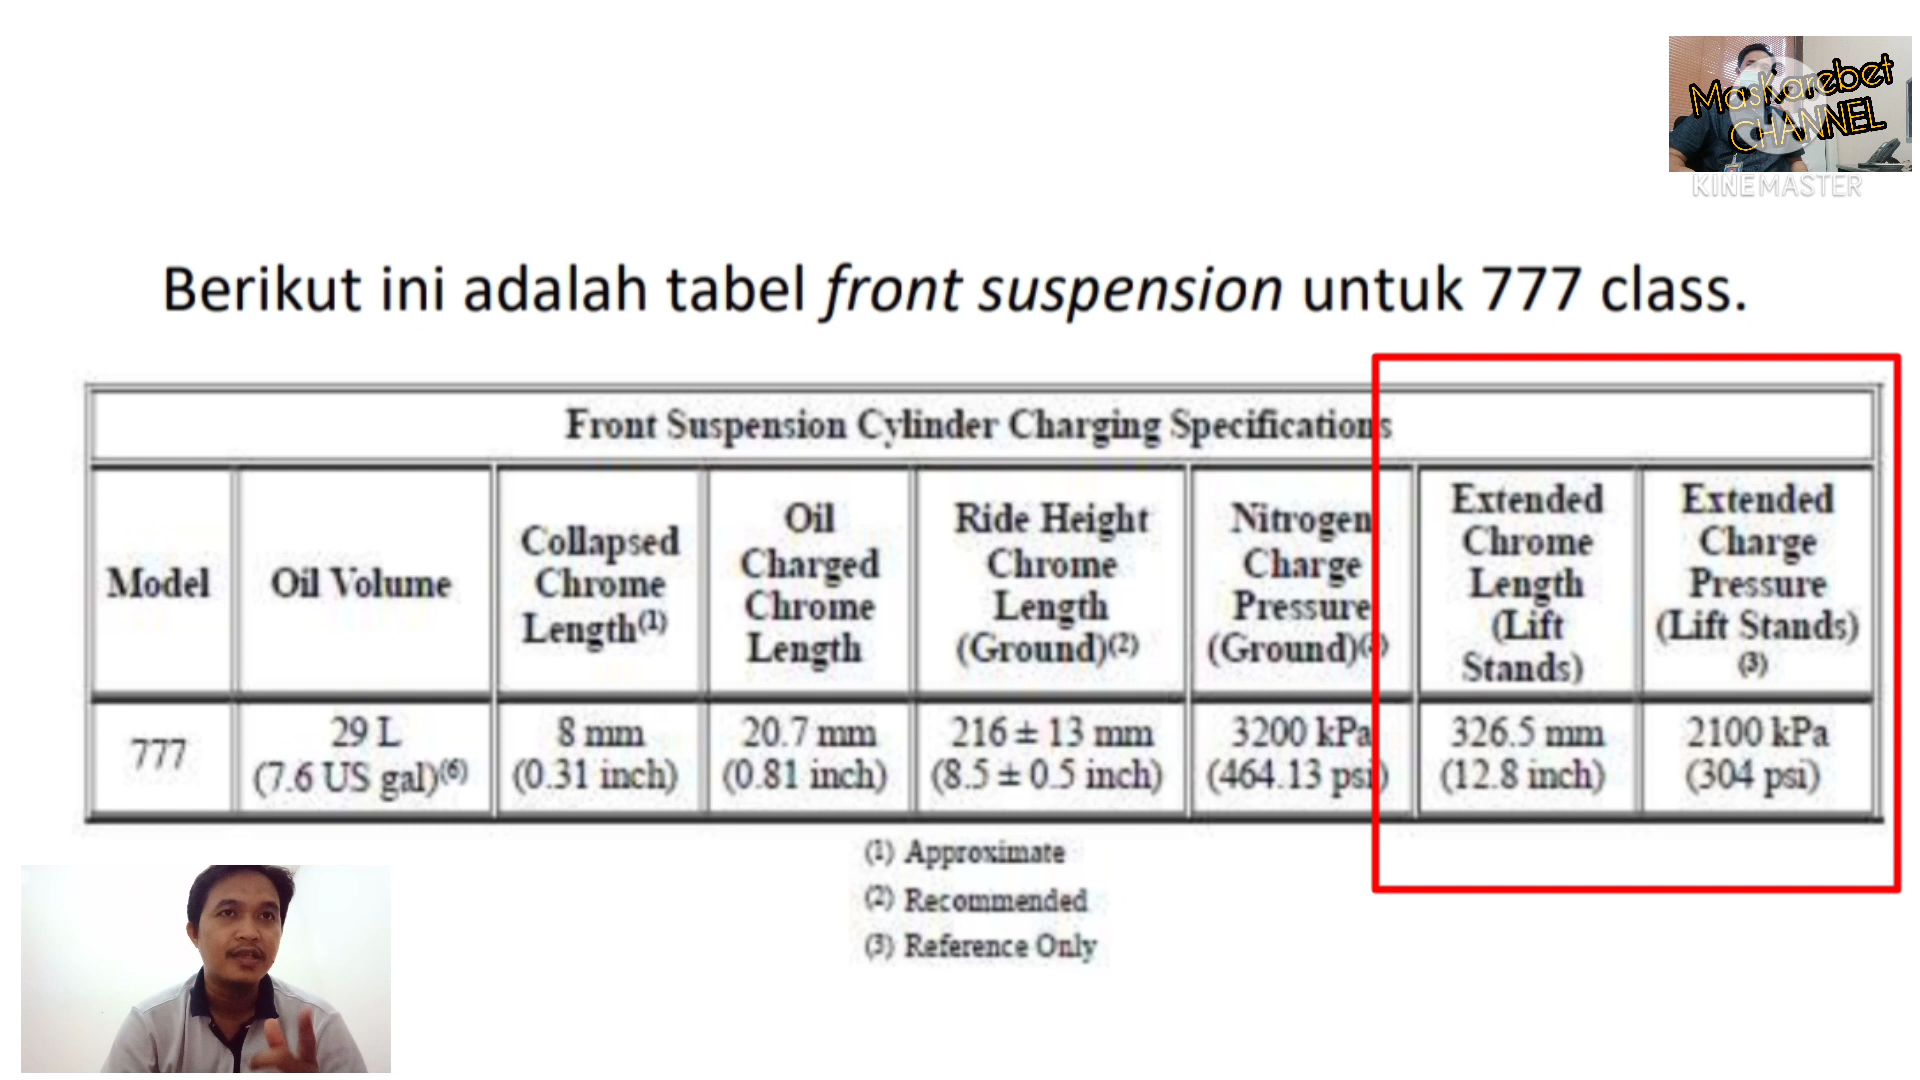 MasKarebet
CHANNEL
KINEMASTER
Berikut ini adalah tabel front suspension untuk 777 class.
Front Suspension Cylinder Charging Specifications
Model
Oil Volume
Collapsed
Chrome
Length(1)
Oil
Charged
Chrome
Length
Ride Height
Chrome
Length
(Ground)(2)
Nitrogen
Charge
Pressure
(Ground)
Extended
Chrome
Length
(Lift
Stands)
Extended
Charge
Pressure
(Lift Stands)
(3)
777
29 L
(7.6 US gal)(6)
8 mm
(0.31 inch)
20.7 mm
(0.81 inch)
216 ± 13 mm
(8.5 ± 0.5 inch)
3200 kPa
(464.13 psi)
326.5 mm
(12.8 inch)
2100 kPa
(304 psi)
(1) Approximate
(2) Recommended
(3) Reference Only